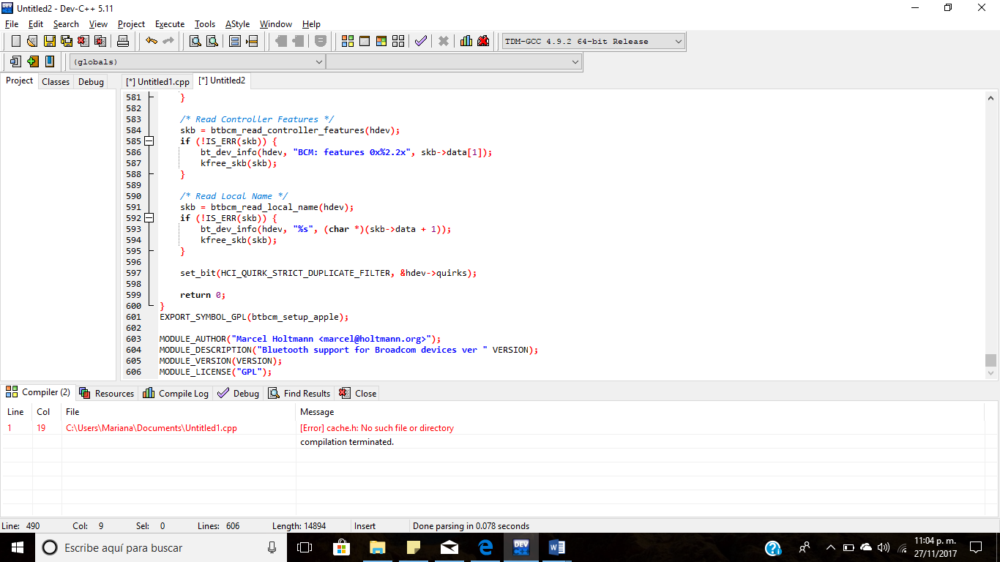 Untitled2 - Dev-C++ 5.11
File Edit Search View Project Execute Tools AStyle Window Help
TDM-GCC 4.9.2 64-bit Release
(globals)
Project Classes Debug [*] Untitled1.cpp [*] Untitled2
581 }
582
583 /* Read Controller Features */
584 skb = btbcm_read_controller_features(hdev);
585 if (!IS_ERR(skb)) {
586 bt_dev_info(hdev, "BCM: features 0x%2.2x", skb->data[1]);
587 kfree_skb(skb);
588 }
589
590 /* Read Local Name */
591 skb = btbcm_read_local_name(hdev);
592 if (!IS_ERR(skb)) {
593 bt_dev_info(hdev, "%s", (char *)(skb->data + 1));
594 kfree_skb(skb);
595 }
596
597 set_bit(HCI_QUIRK_STRICT_DUPLICATE_FILTER, &hdev->quirks);
598
599 return 0;
600 }
601 EXPORT_SYMBOL_GPL(btbcm_setup_apple);
602
603 MODULE_AUTHOR("Marcel Holtmann <marcel@holtmann.org>");
604 MODULE_DESCRIPTION("Bluetooth support for Broadcom devices ver " VERSION);
605 MODULE_VERSION(VERSION);
606 MODULE_LICENSE("GPL");
Compiler (2) Resources Compile Log Debug Find Results Close
Line Col File Message
1 19 C:\Users\Mariana\Documents\Untitled1.cpp [Error] cache.h: No such file or directory
compilation terminated.
Line: 490 Col: 9 Sel: 0 Lines: 606 Length: 14894 Insert Done parsing in 0.078 seconds
Escribe aquí para buscar
DEV
11:04 p. m.
27/11/2017